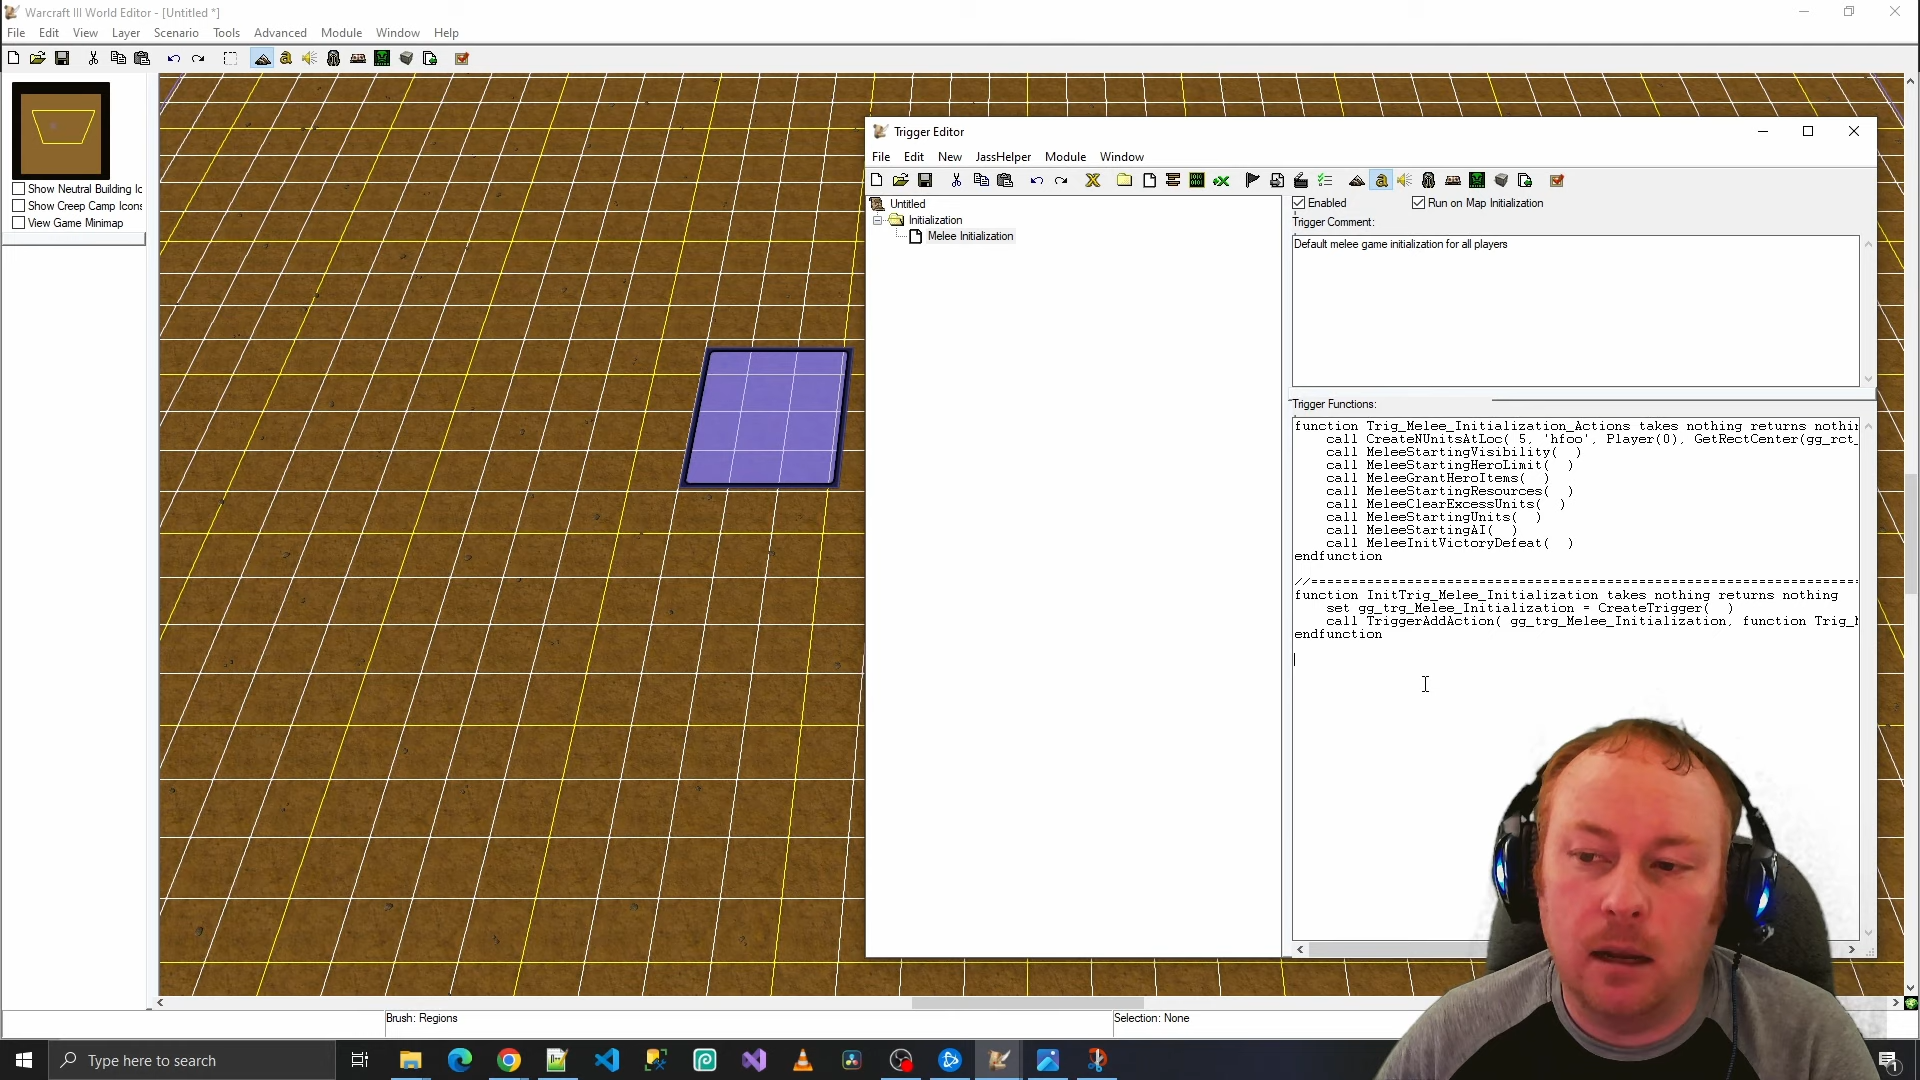 Warcraft III World Editor - [Untitled *]
File Edit View Layer Scenario Tools Advanced Module Window Help
Show Neutral Building Ic
Show Creep Camp Icons
View Game Minimap
Trigger Editor
File Edit New JassHelper Module Window
Untitled
Initialization
Melee Initialization
Enabled
Run on Map Initialization
Trigger Comment:
Default melee game initialization for all players
Trigger Functions:
function Trig_Melee_Initialization_Actions takes nothing returns nothin
call CreateNUnitsAtLoc( 5, 'hfoo', Player(0), GetRectCenter(gg_rct_
call MeleeStartingVisibility(  )
call MeleeStartingHeroLimit(  )
call MeleeGrantHeroItems(  )
call MeleeStartingResources(  )
call MeleeClearExcessUnits(  )
call MeleeStartingUnits(  )
call MeleeStartingAI(  )
call MeleeInitVictoryDefeat(  )
endfunction
//=======================================================================
function InitTrig_Melee_Initialization takes nothing returns nothing
set gg_trg_Melee_Initialization = CreateTrigger(  )
call TriggerAddAction( gg_trg_Melee_Initialization, function Trig_M
endfunction
Brush: Regions
Selection: None
Type here to search
1